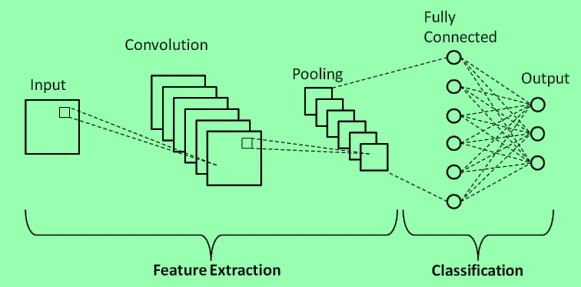 Input
Convolution
Pooling
Fully
Connected
Output
Feature Extraction
Classification